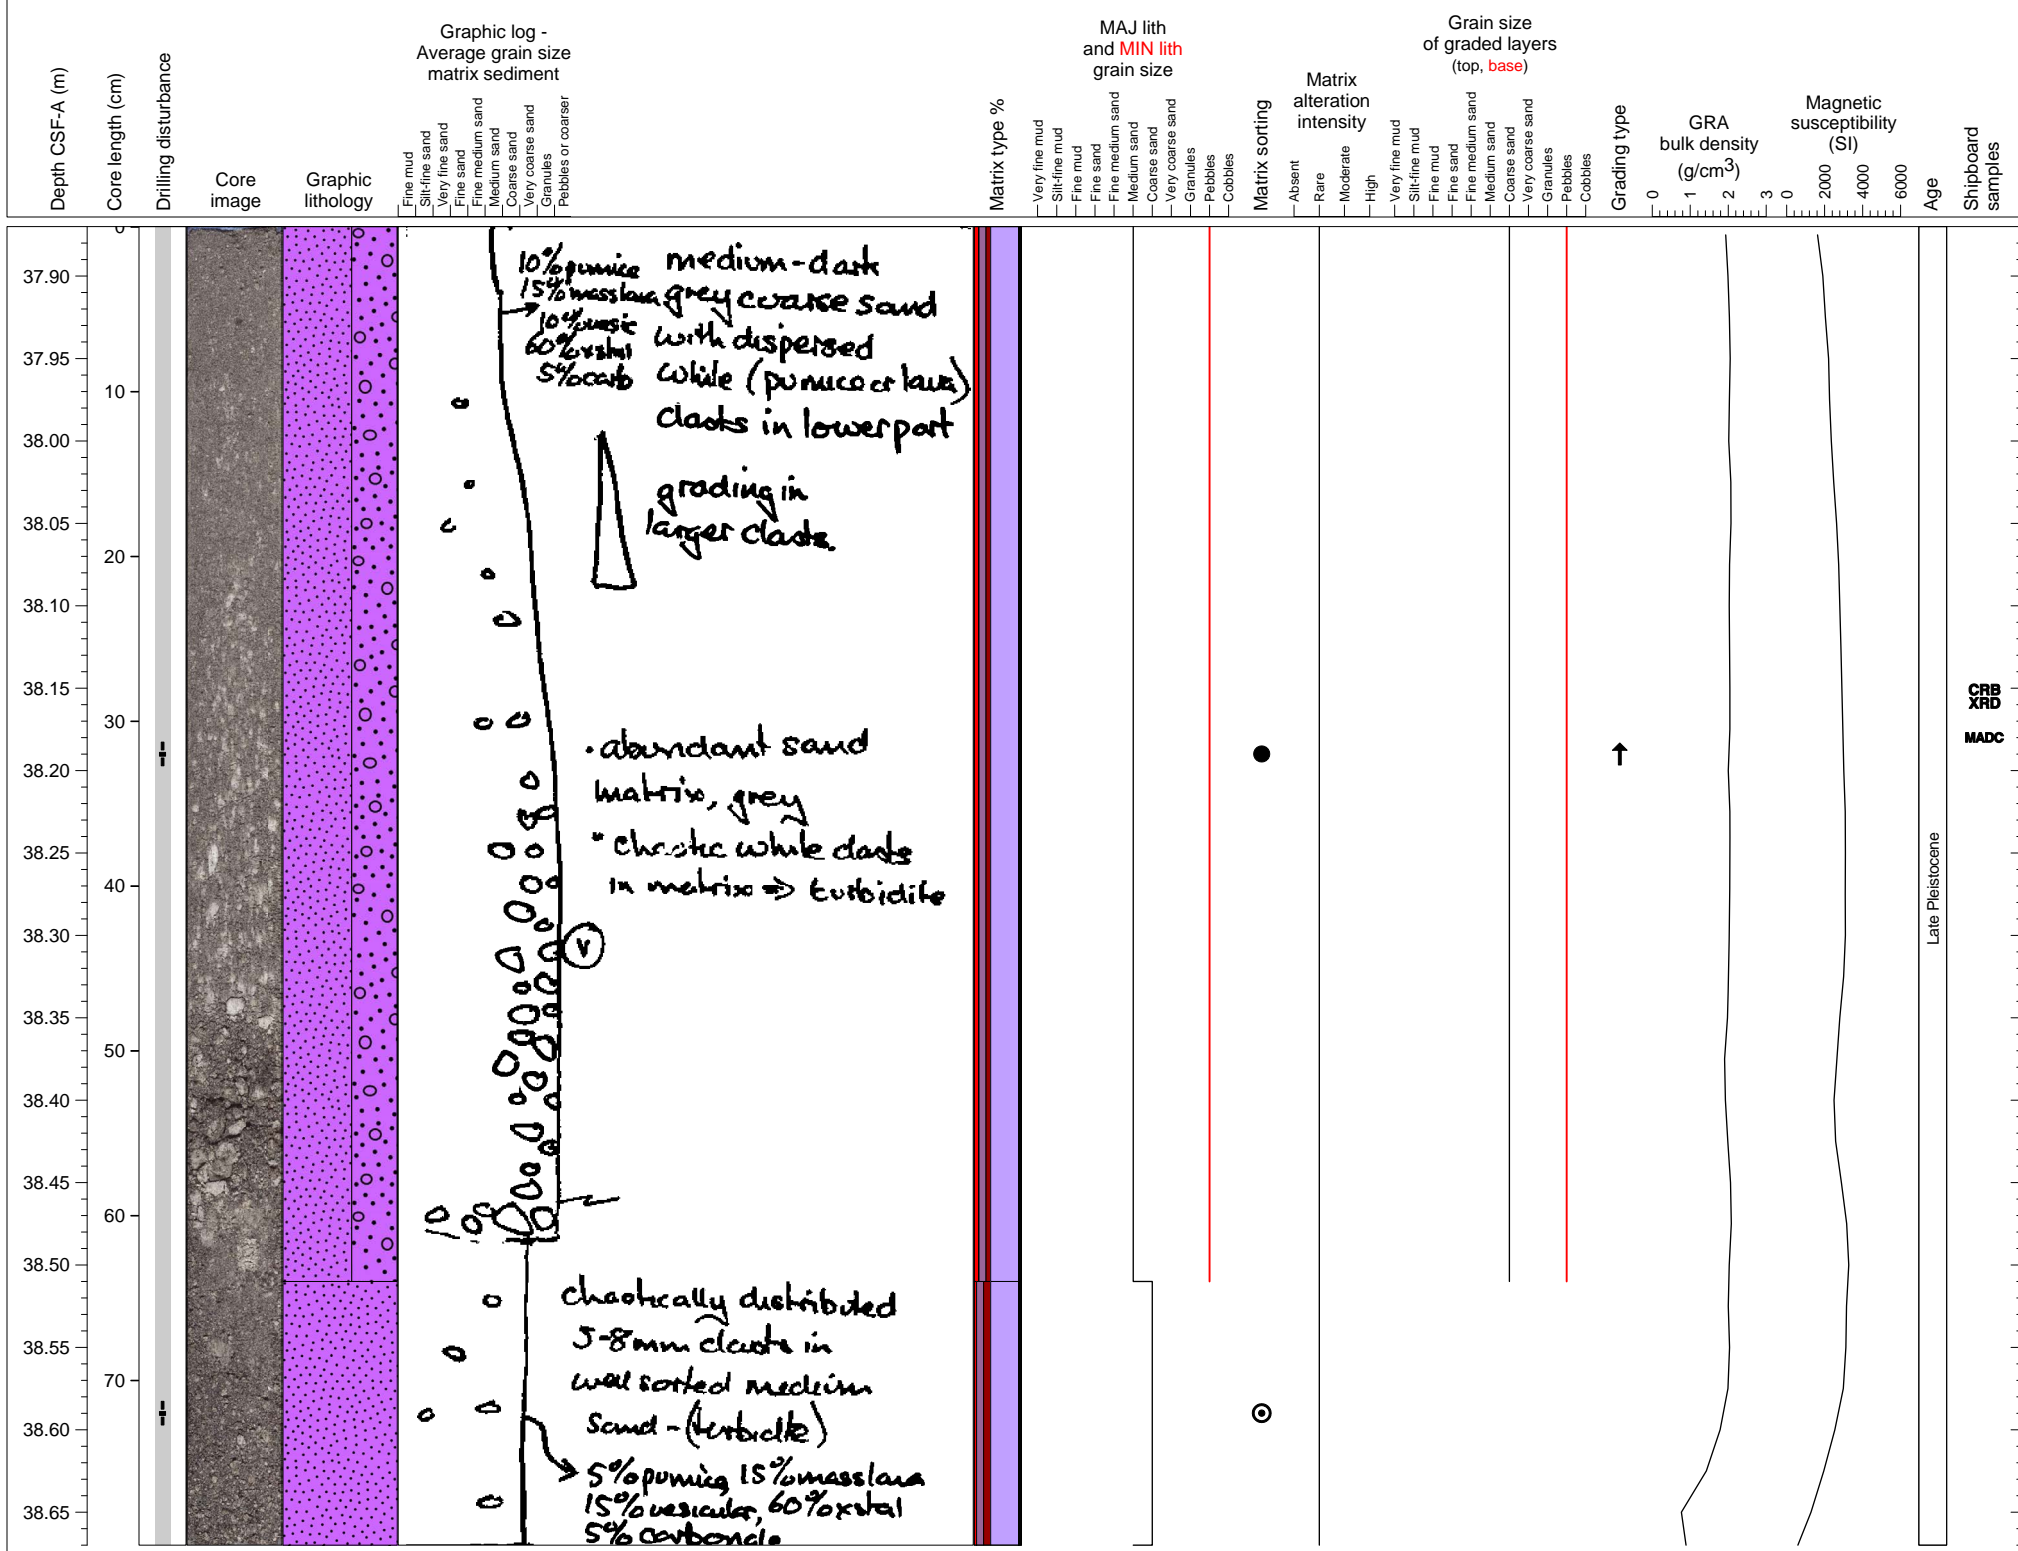 Depth CSF-A (m)
Core length (cm)
Drilling disturbance
Core
image
Graphic
lithology
Graphic log -
Average grain size
matrix sediment
Fine mud
Silt-fine sand
Very fine sand
Fine sand
Fine medium sand
Medium sand
Coarse sand
Very coarse sand
Granules
Pebbles or coarser
Matrix type %
MAJ lith
and MIN lith
grain size
Very fine mud
Silt-fine mud
Fine mud
Fine sand
Fine medium sand
Medium sand
Coarse sand
Very coarse sand
Granules
Pebbles
Cobbles
Matrix sorting
Matrix
alteration
intensity
Absent
Rare
Moderate
High
Grain size
of graded layers
(top, base)
Very fine mud
Silt-fine mud
Fine mud
Fine sand
Fine medium sand
Medium sand
Coarse sand
Very coarse sand
Granules
Pebbles
Cobbles
Grading type
GRA
bulk density
(g/cm3)
0 1 2 3
Magnetic
susceptibility
(SI)
0 2000 4000 6000
Age
Shipboard
samples
37.90
37.95
38.00
38.05
38.10
38.15
38.20
38.25
38.30
38.35
38.40
38.45
38.50
38.55
38.60
38.65
0
10
20
30
40
50
60
70
10% pumice
15% masslava
10% vesic
60% xstal
5% carb
medium-dark
grey coarse sand
with dispersed
white (pumice or lava)
clasts in lower part
grading in
larger clasts.
• abundant sand
matrix, grey
• chaotic white clasts
in matrix => turbidite
V
chaotically distributed
5-8mm clasts in
well sorted medium
sand - (turbidite)
5% pumice, 15% masslava
15% vesicular, 60% xstal
5% carbonate
Late Pleistocene
CRB
XRD
MADC